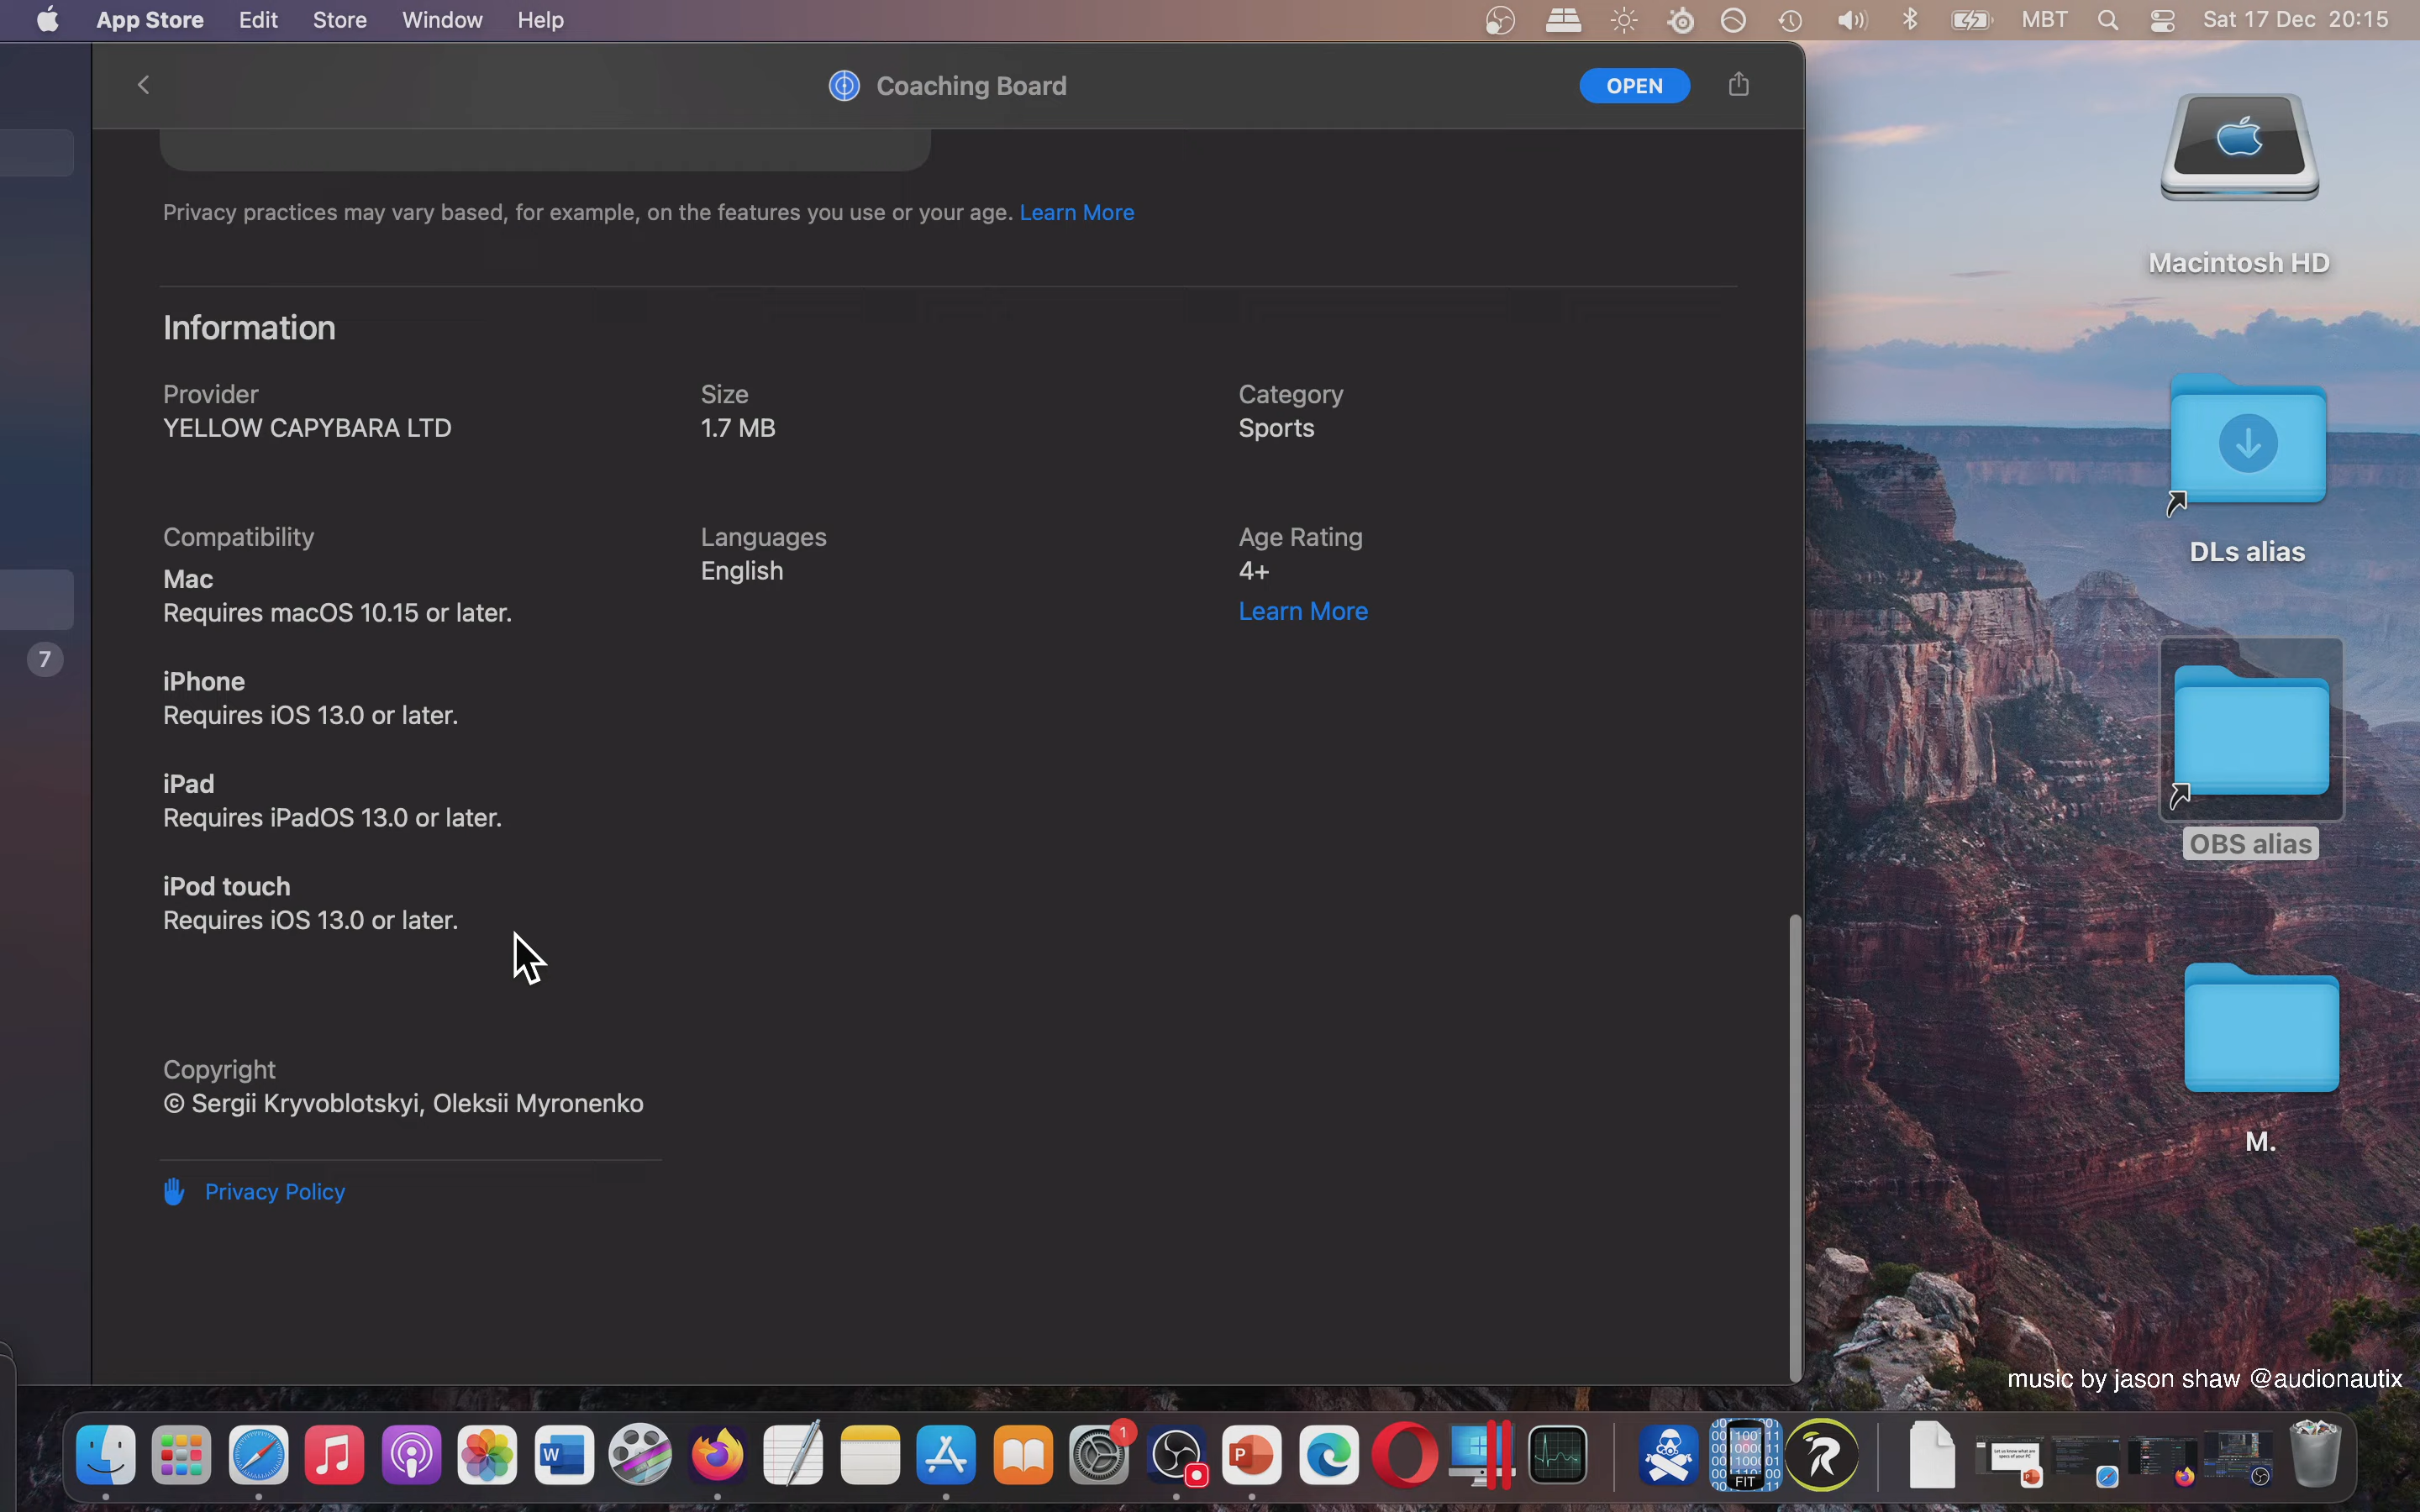 App Store Edit Store Window Help MBT Sat 17 Dec 20:15
Coaching Board OPEN
Privacy practices may vary based, for example, on the features you use or your age. Learn More
Information
Provider
YELLOW CAPYBARA LTD
Size
1.7 MB
Category
Sports
Compatibility
Mac
Requires macOS 10.15 or later.
iPhone
Requires iOS 13.0 or later.
iPad
Requires iPadOS 13.0 or later.
iPod touch
Requires iOS 13.0 or later.
Languages
English
Age Rating
4+
Learn More
7
Copyright
© Sergii Kryvoblotskyi, Oleksii Myronenko
Privacy Policy
Macintosh HD
DLs alias
OBS alias
M.
music by jason shaw @audionautix
W
1
P
FIT